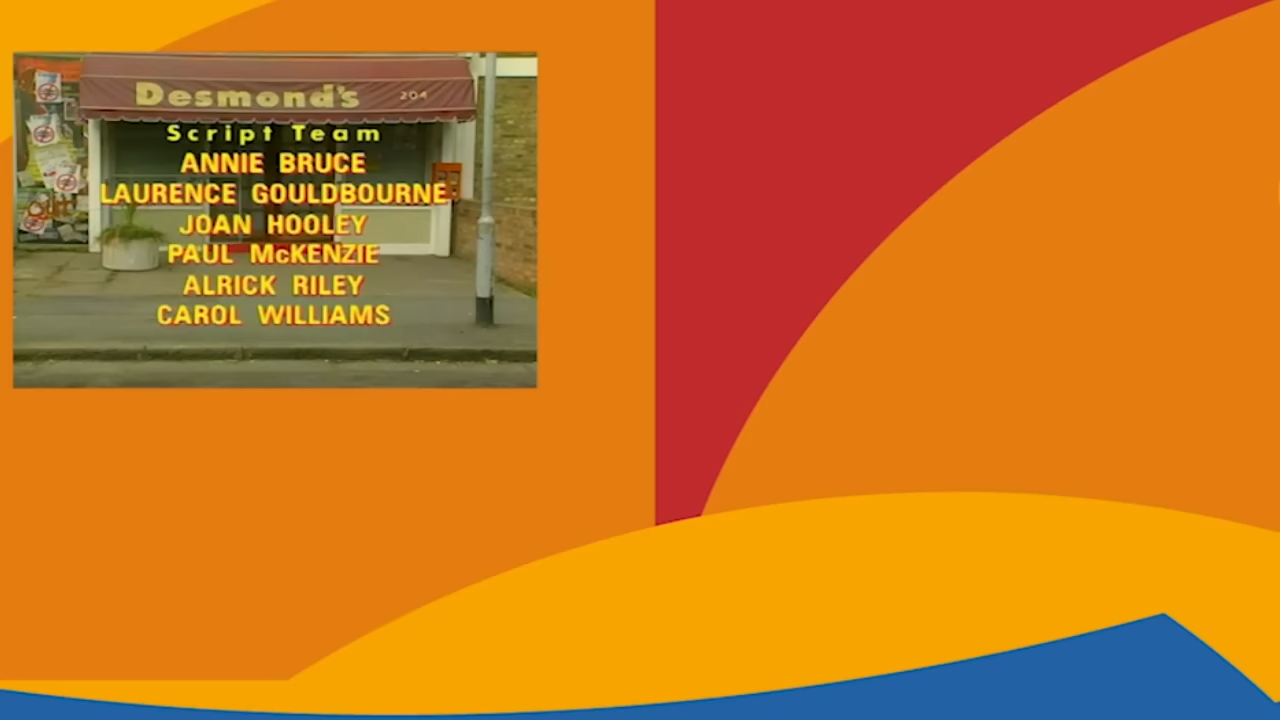 Desmond's 204
Script Team
ANNIE BRUCE
LAURENCE GOULDBOURNE
JOAN HOOLEY
PAUL McKENZIE
ALRICK RILEY
CAROL WILLIAMS